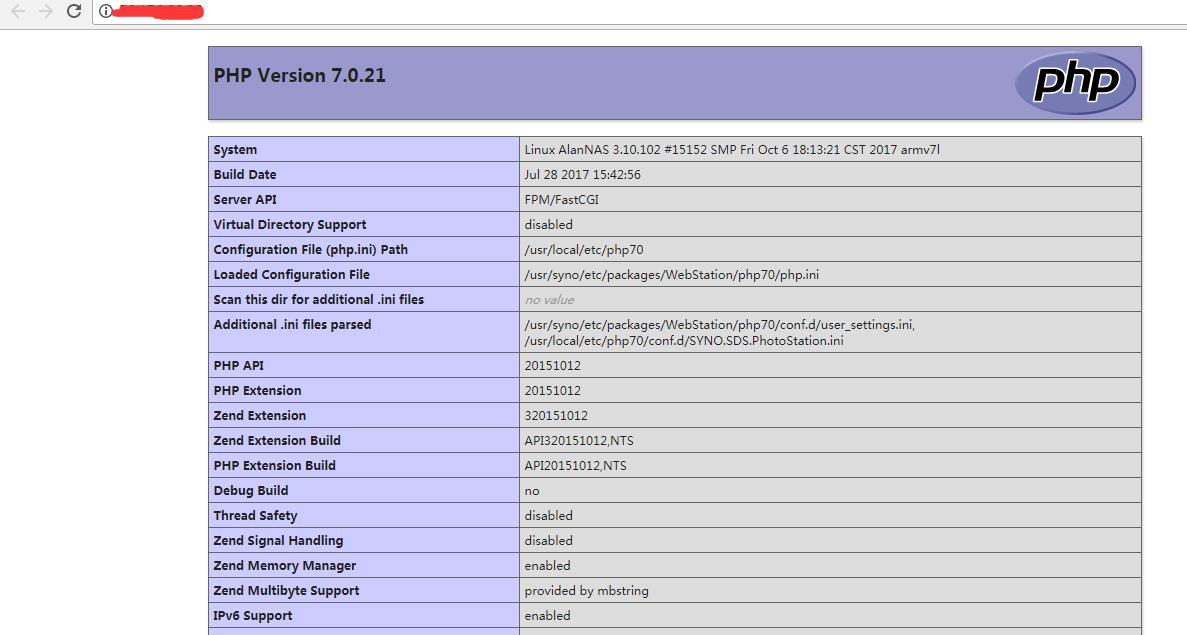 PHP Version 7.0.21
php
System Linux AlanNAS 3.10.102 #15152 SMP Fri Oct 6 18:13:21 CST 2017 armv7l
Build Date Jul 28 2017 15:42:56
Server API FPM/FastCGI
Virtual Directory Support disabled
Configuration File (php.ini) Path /usr/local/etc/php70
Loaded Configuration File /usr/syno/etc/packages/WebStation/php70/php.ini
Scan this dir for additional .ini files no value
Additional .ini files parsed /usr/syno/etc/packages/WebStation/php70/conf.d/user_settings.ini,
/usr/local/etc/php70/conf.d/SYNO.SDS.PhotoStation.ini
PHP API 20151012
PHP Extension 20151012
Zend Extension 320151012
Zend Extension Build API320151012,NTS
PHP Extension Build API20151012,NTS
Debug Build no
Thread Safety disabled
Zend Signal Handling disabled
Zend Memory Manager enabled
Zend Multibyte Support provided by mbstring
IPv6 Support enabled